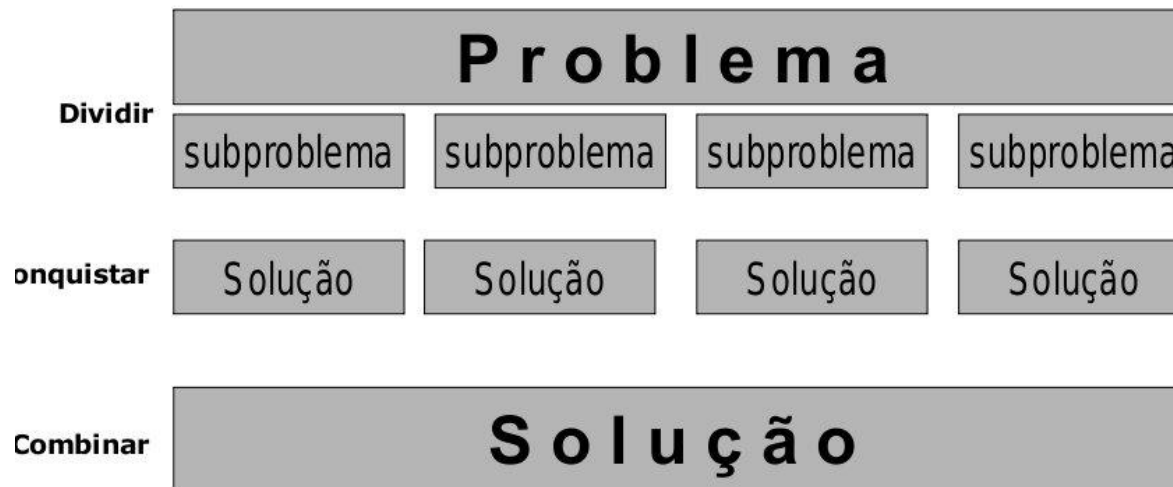 Problema
Dividir
subproblema subproblema subproblema subproblema
onquistar Solução Solução Solução Solução
Combinar Solução